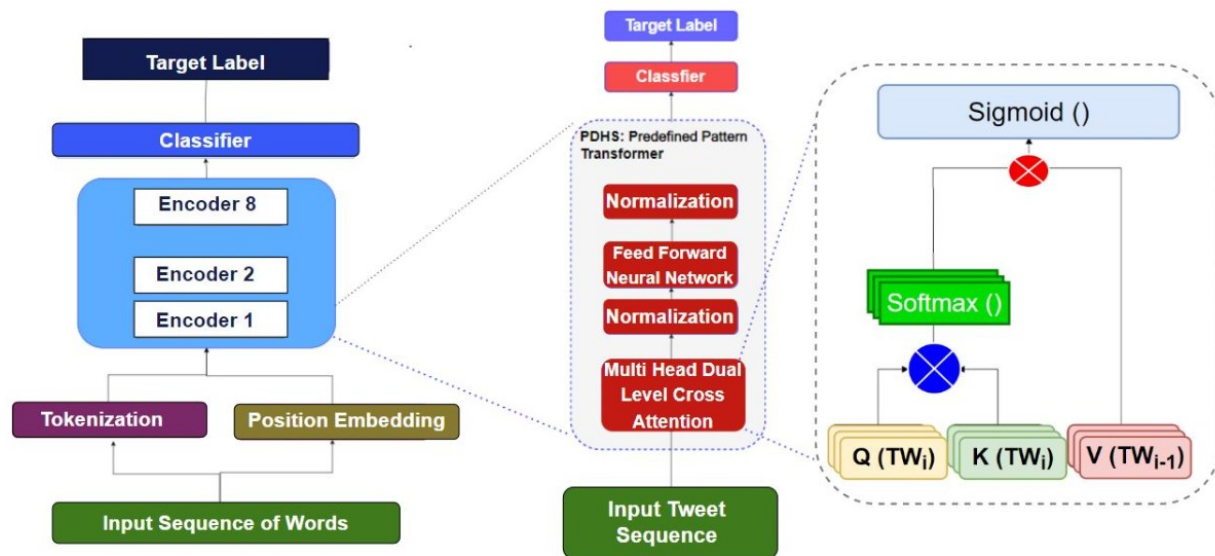 Target Label
Classifier
Encoder 8
Encoder 2
Encoder 1
Tokenization
Position Embedding
Input Sequence of Words
Target Label
Classfier
PDHS: Predefined Pattern
Transformer
Normalization
Feed Forward
Neural Network
Normalization
Multi Head Dual
Level Cross
Attention
Input Tweet
Sequence
Sigmoid ()
Softmax ()
Q (TWi)
K (TWi)
V (TWi-1)